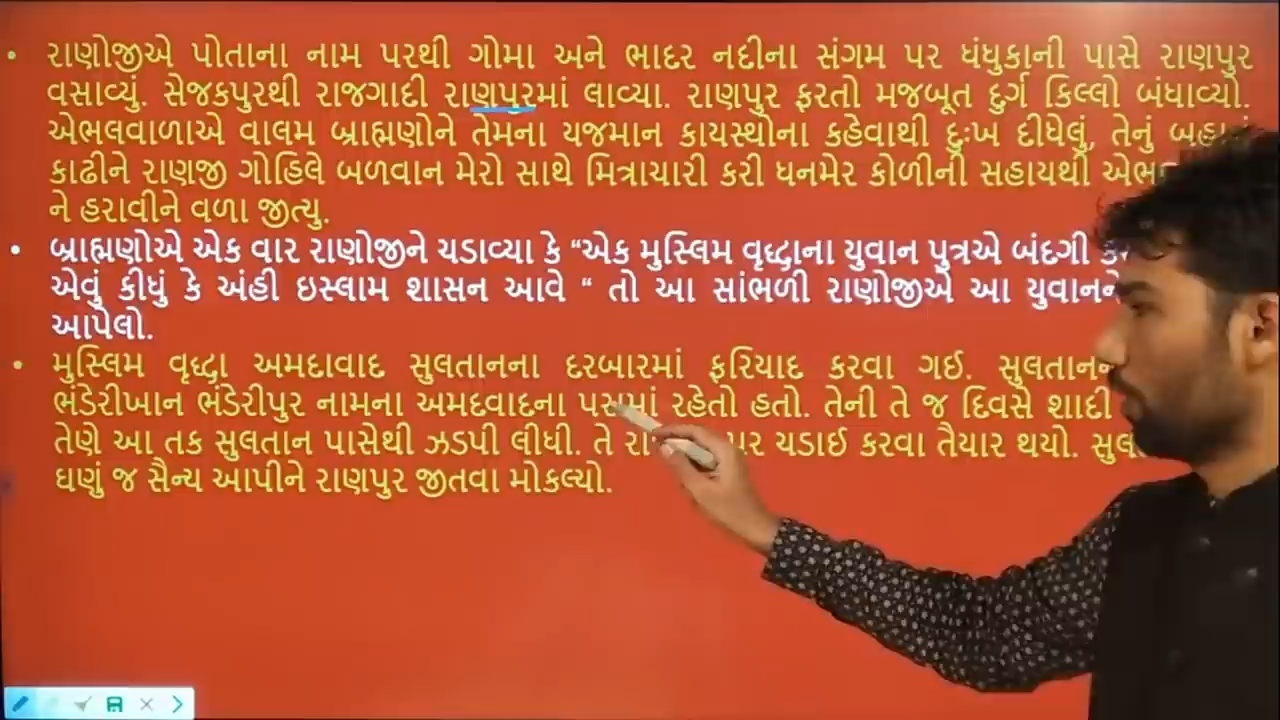 રાણોજીએ પોતાના નામ પરથી ગોમા અને ભાદર નદીના સંગમ પર ધંધુકાની પાસે રાણપુર
વસાવ્યું. સેજકપુરથી રાજગાદી રાણપુરમાં લાવ્યા. રાણપુર ફરતો મજબૂત દુર્ગ કિલ્લો બંધાવ્યો.
એભલવાળાએ વાલમ બ્રાહ્મણોને તેમના યજમાન કાયસ્થોના કહેવાથી દુઃખ દીધેલું, તેનું
કાઢીને રાણજી ગોહિલે બળવાન મેરો સાથે મિત્રાચારી કરી ધનમેર કોળીની સહાયથી
ને હરાવીને વળા જીત્યુ.
બ્રાહ્મણોએ એક વાર રાણોજીને ચડાવ્યા કે “એક મુસ્લિમ વૃધ્ધાના યુવાન પુત્રએ બંદગી
એવું કીધું કે અંહી ઇસ્લામ શાસન આવે “ તો આ સાંભળી રાણોજીએ આ
આપેલો.
મુસ્લિમ વૃધ્ધા અમદાવાદ સુલતાનના દરબારમાં ફરિયાદ કરવા ગઈ.
ભંડેરીખાન ભંડેરીપુર નામના અમદવાદના રહેતો હતો. તેની તે જ દિવસે શાદી
તેણે આ તક સુલતાન પાસેથી ઝડપી લીધી. તે પર ચડાઈ કરવા તૈયાર થયો.
ઘણું જ સૈન્ય આપીને રાણપુર જીતવા મોકલ્યો.